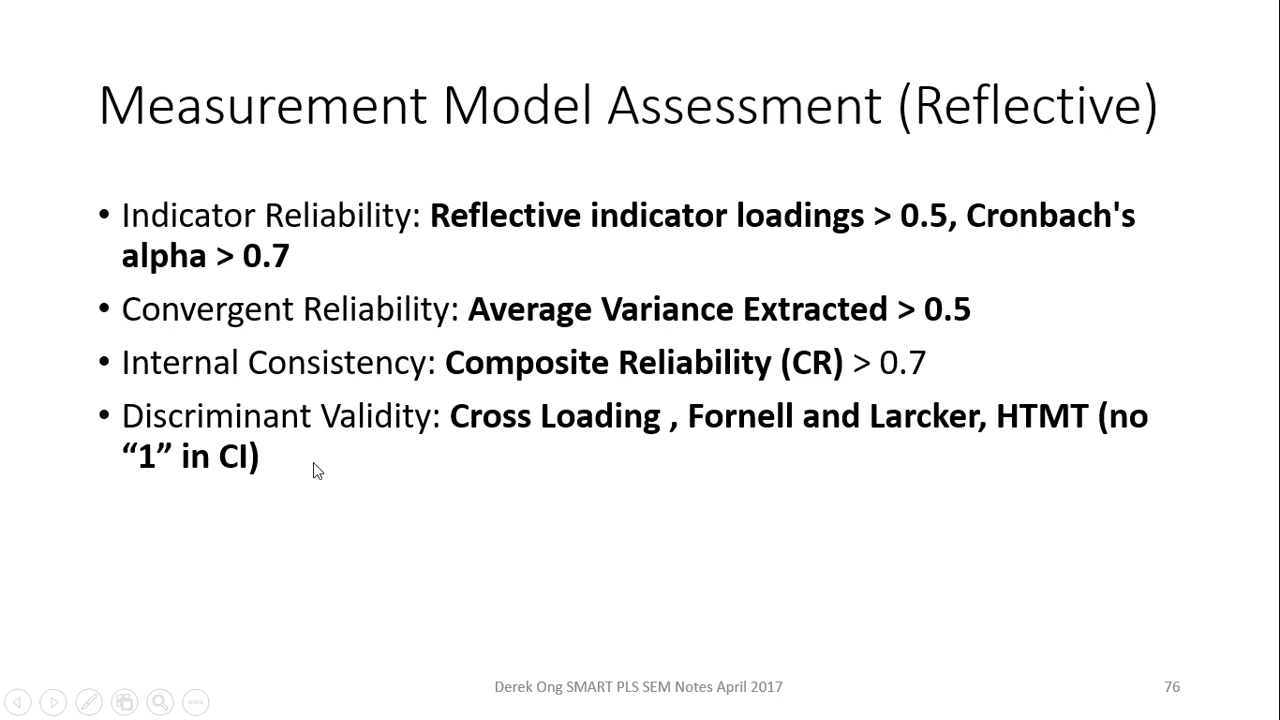 Measurement Model Assessment (Reflective)
• Indicator Reliability: Reflective indicator loadings > 0.5, Cronbach's
alpha > 0.7
• Convergent Reliability: Average Variance Extracted > 0.5
• Internal Consistency: Composite Reliability (CR) > 0.7
• Discriminant Validity: Cross Loading , Fornell and Larcker, HTMT (no
“1” in CI)
Derek Ong SMART PLS SEM Notes April 2017
76